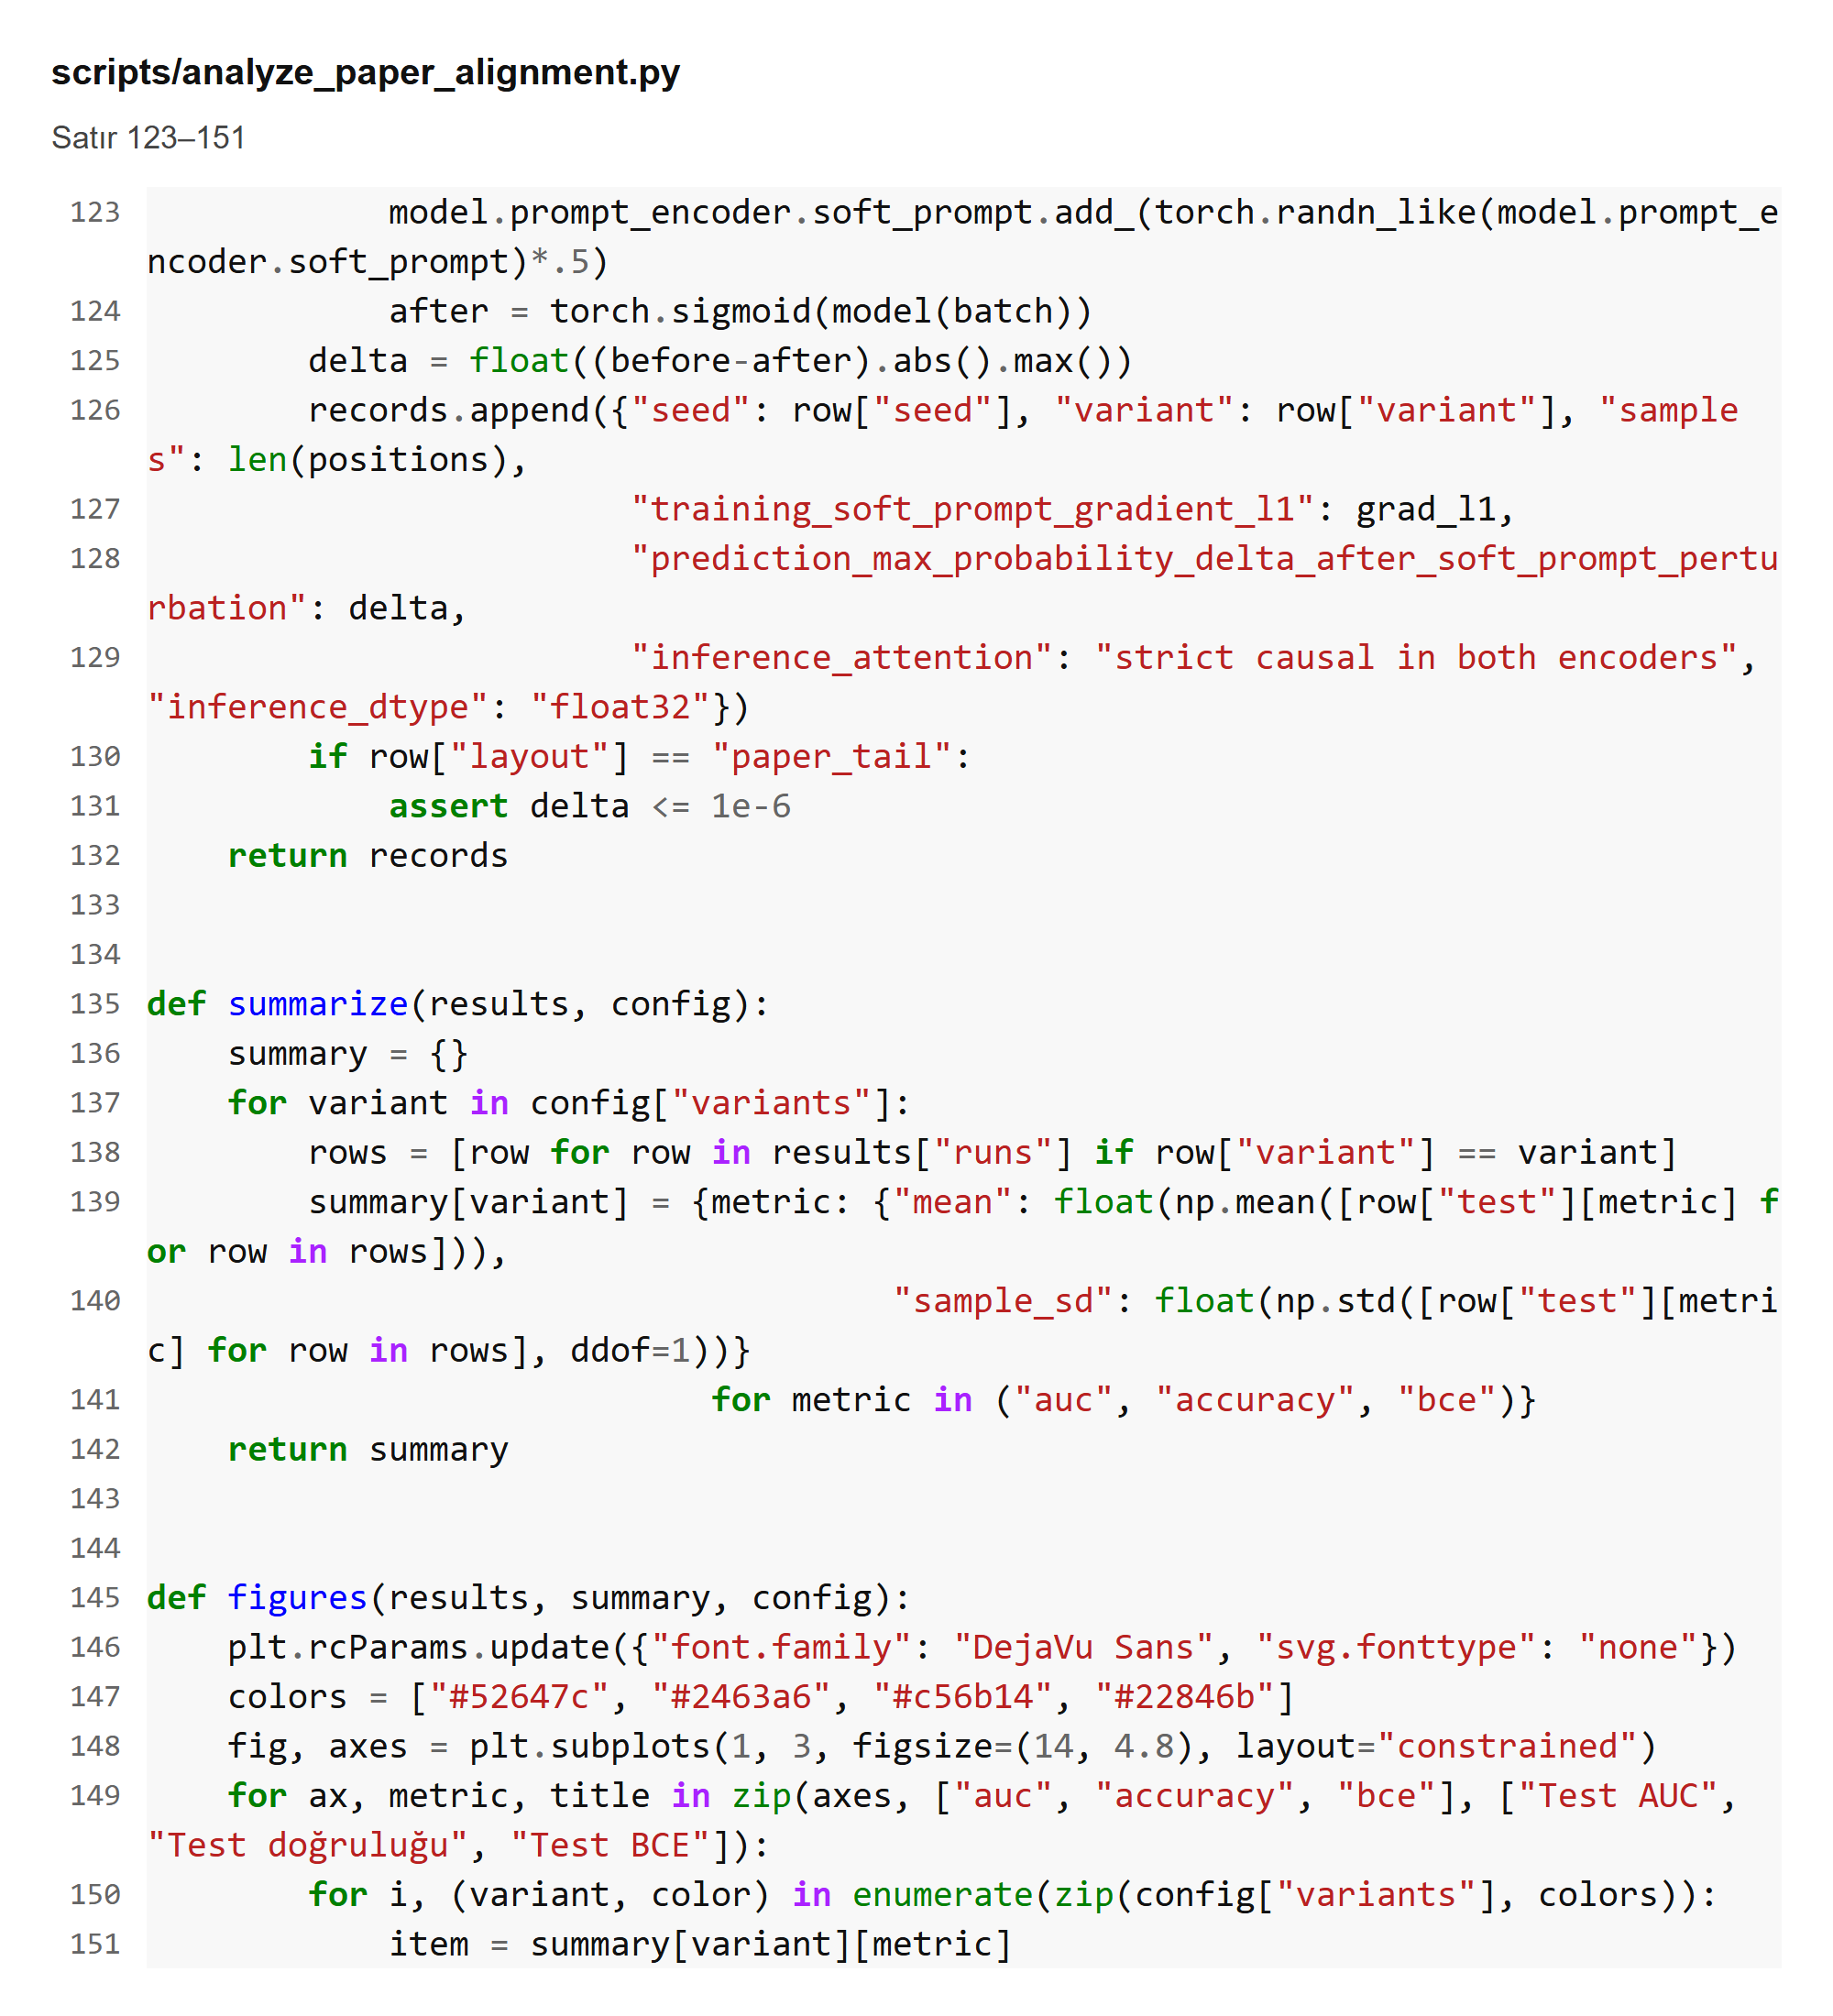 scripts/analyze_paper_alignment.py
Satır 123–151
123             model.prompt_encoder.soft_prompt.add_(torch.randn_like(model.prompt_e
ncoder.soft_prompt)*.5)
124             after = torch.sigmoid(model(batch))
125         delta = float((before-after).abs().max())
126         records.append({"seed": row["seed"], "variant": row["variant"], "sample
s": len(positions),
127                         "training_soft_prompt_gradient_l1": grad_l1,
128                         "prediction_max_probability_delta_after_soft_prompt_pertu
rbation": delta,
129                         "inference_attention": "strict causal in both encoders",
"inference_dtype": "float32"})
130         if row["layout"] == "paper_tail":
131             assert delta <= 1e-6
132     return records
133
134
135 def summarize(results, config):
136     summary = {}
137     for variant in config["variants"]:
138         rows = [row for row in results["runs"] if row["variant"] == variant]
139         summary[variant] = {metric: {"mean": float(np.mean([row["test"][metric] f
or row in rows])),
140                                      "sample_sd": float(np.std([row["test"][metri
c] for row in rows], ddof=1))}
141                             for metric in ("auc", "accuracy", "bce")}
142     return summary
143
144
145 def figures(results, summary, config):
146     plt.rcParams.update({"font.family": "DejaVu Sans", "svg.fonttype": "none"})
147     colors = ["#52647c", "#2463a6", "#c56b14", "#22846b"]
148     fig, axes = plt.subplots(1, 3, figsize=(14, 4.8), layout="constrained")
149     for ax, metric, title in zip(axes, ["auc", "accuracy", "bce"], ["Test AUC",
"Test doğruluğu", "Test BCE"]):
150         for i, (variant, color) in enumerate(zip(config["variants"], colors)):
151             item = summary[variant][metric]